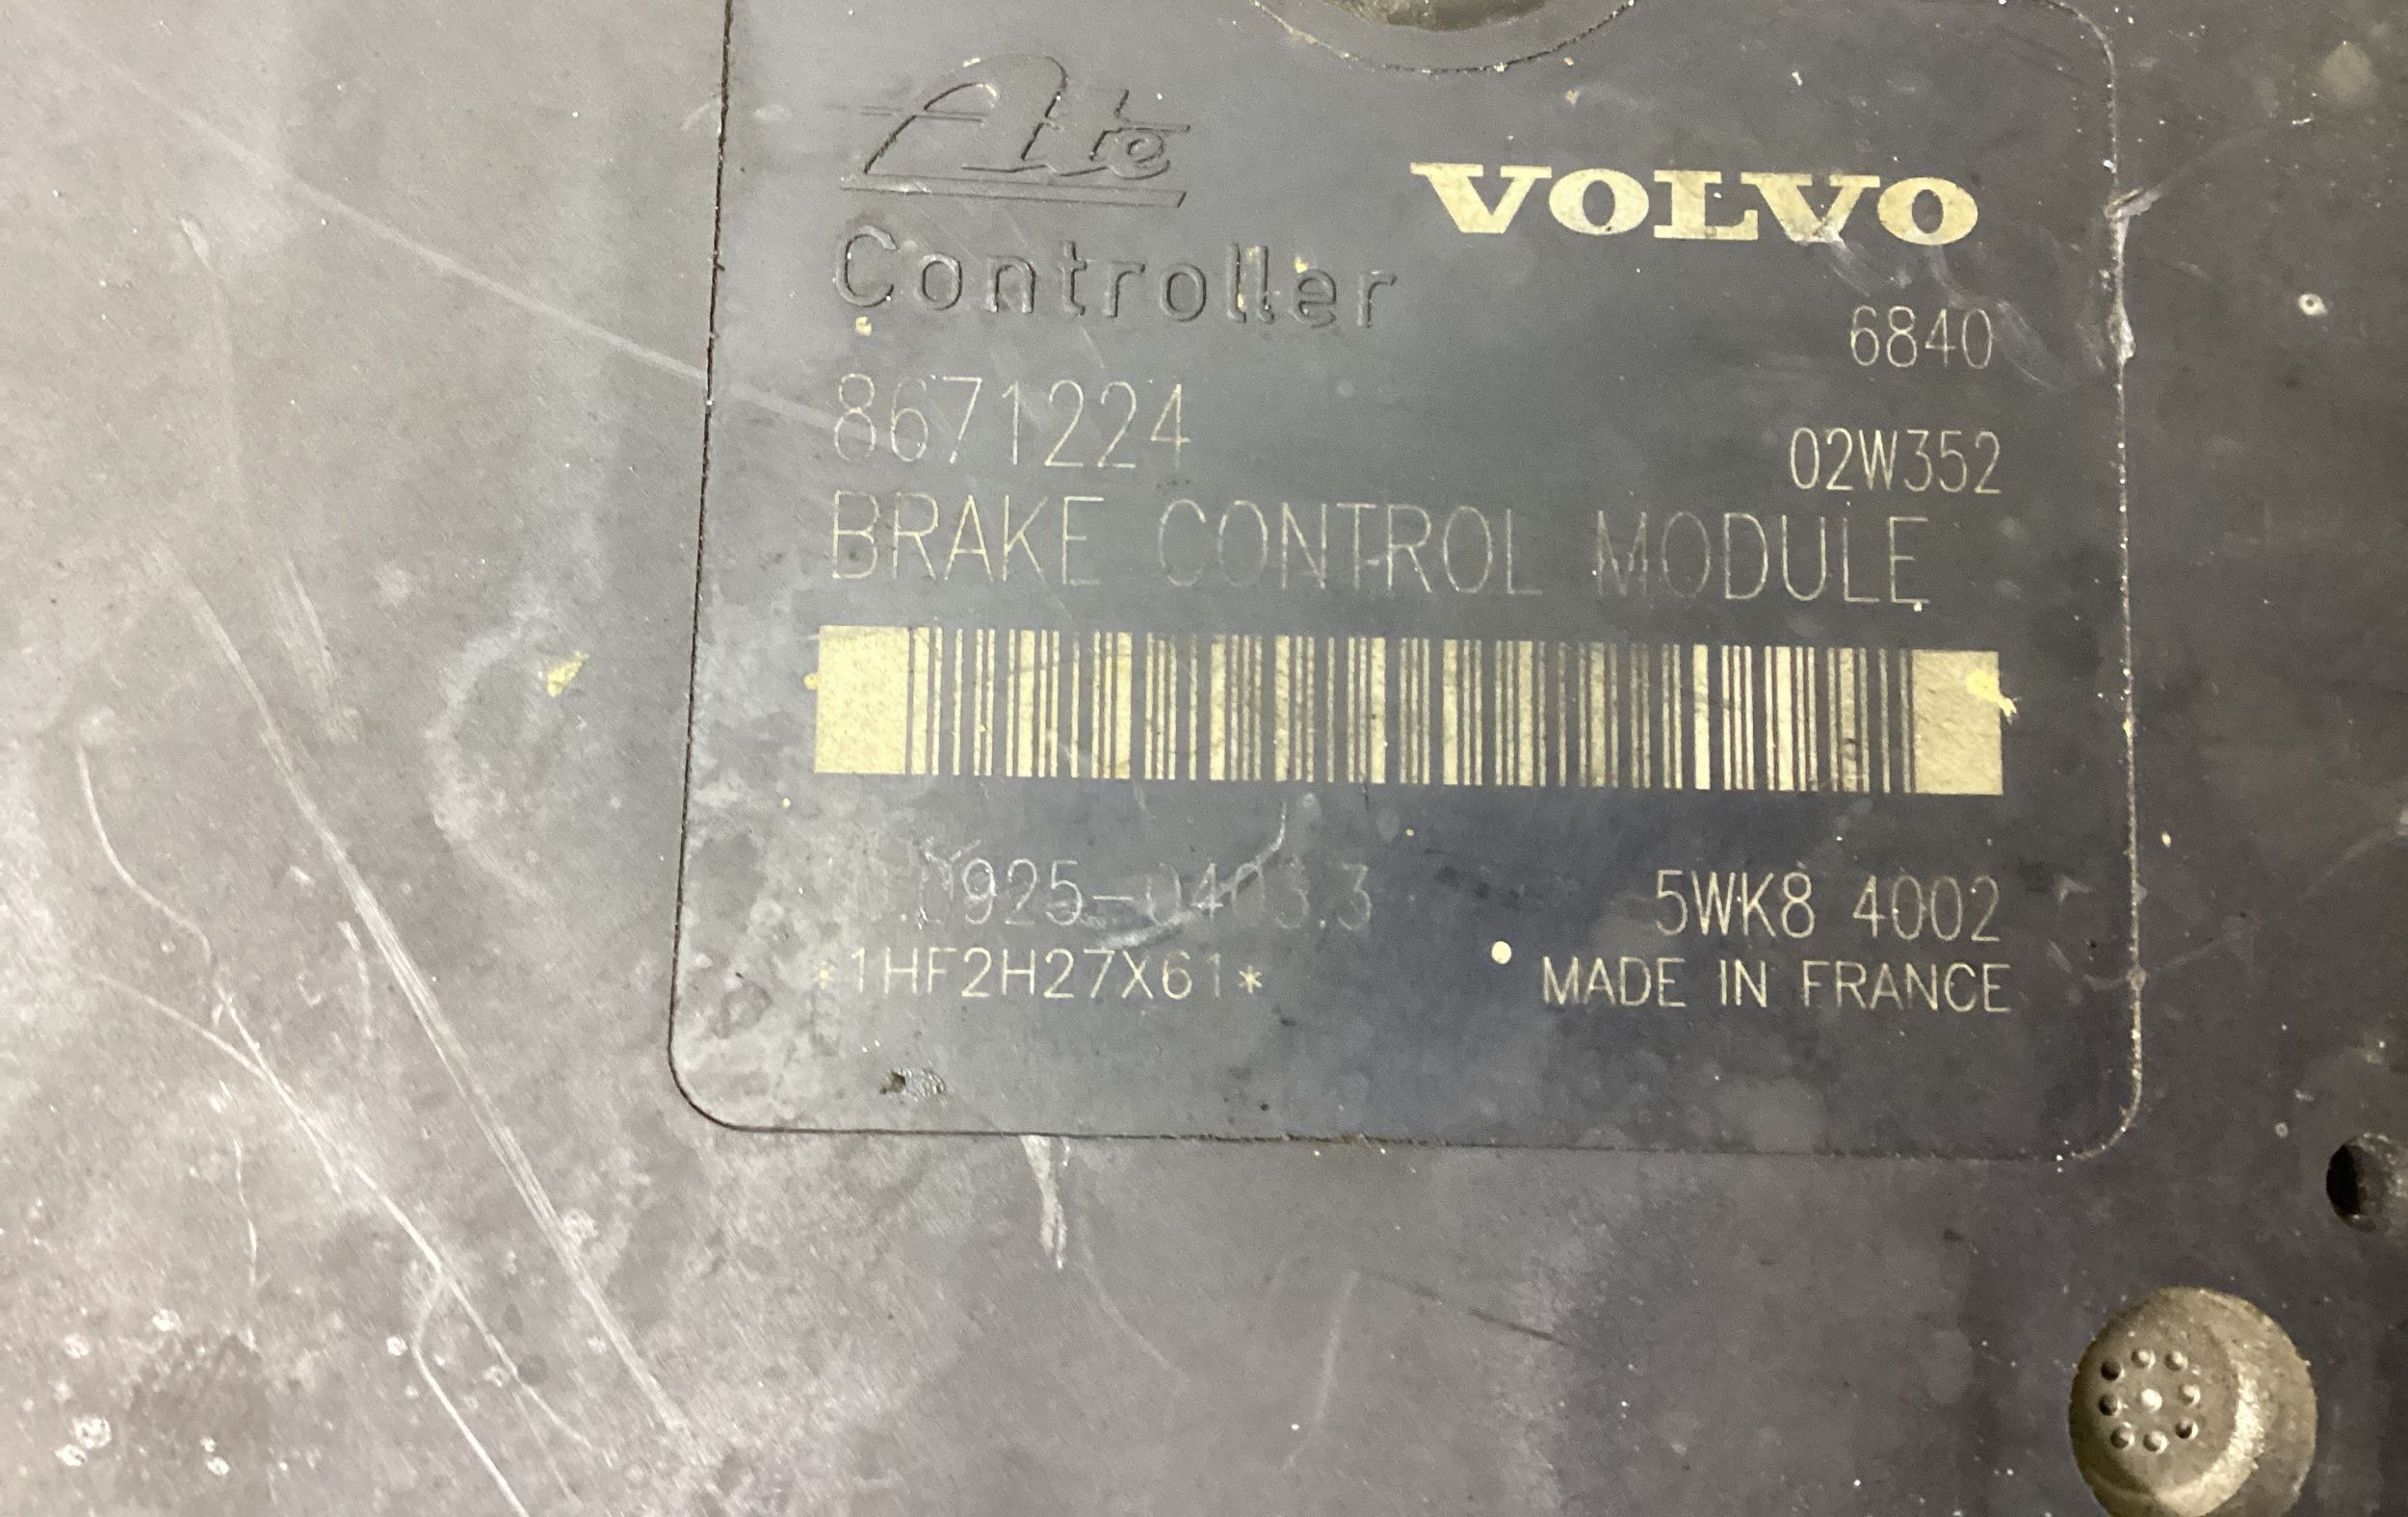 Ate
VOLVO
Controller
6840
8671224
02W352
BRAKE CONTROL MODULE
5WK8 4002
*1HF2H27X61*
MADE IN FRANCE